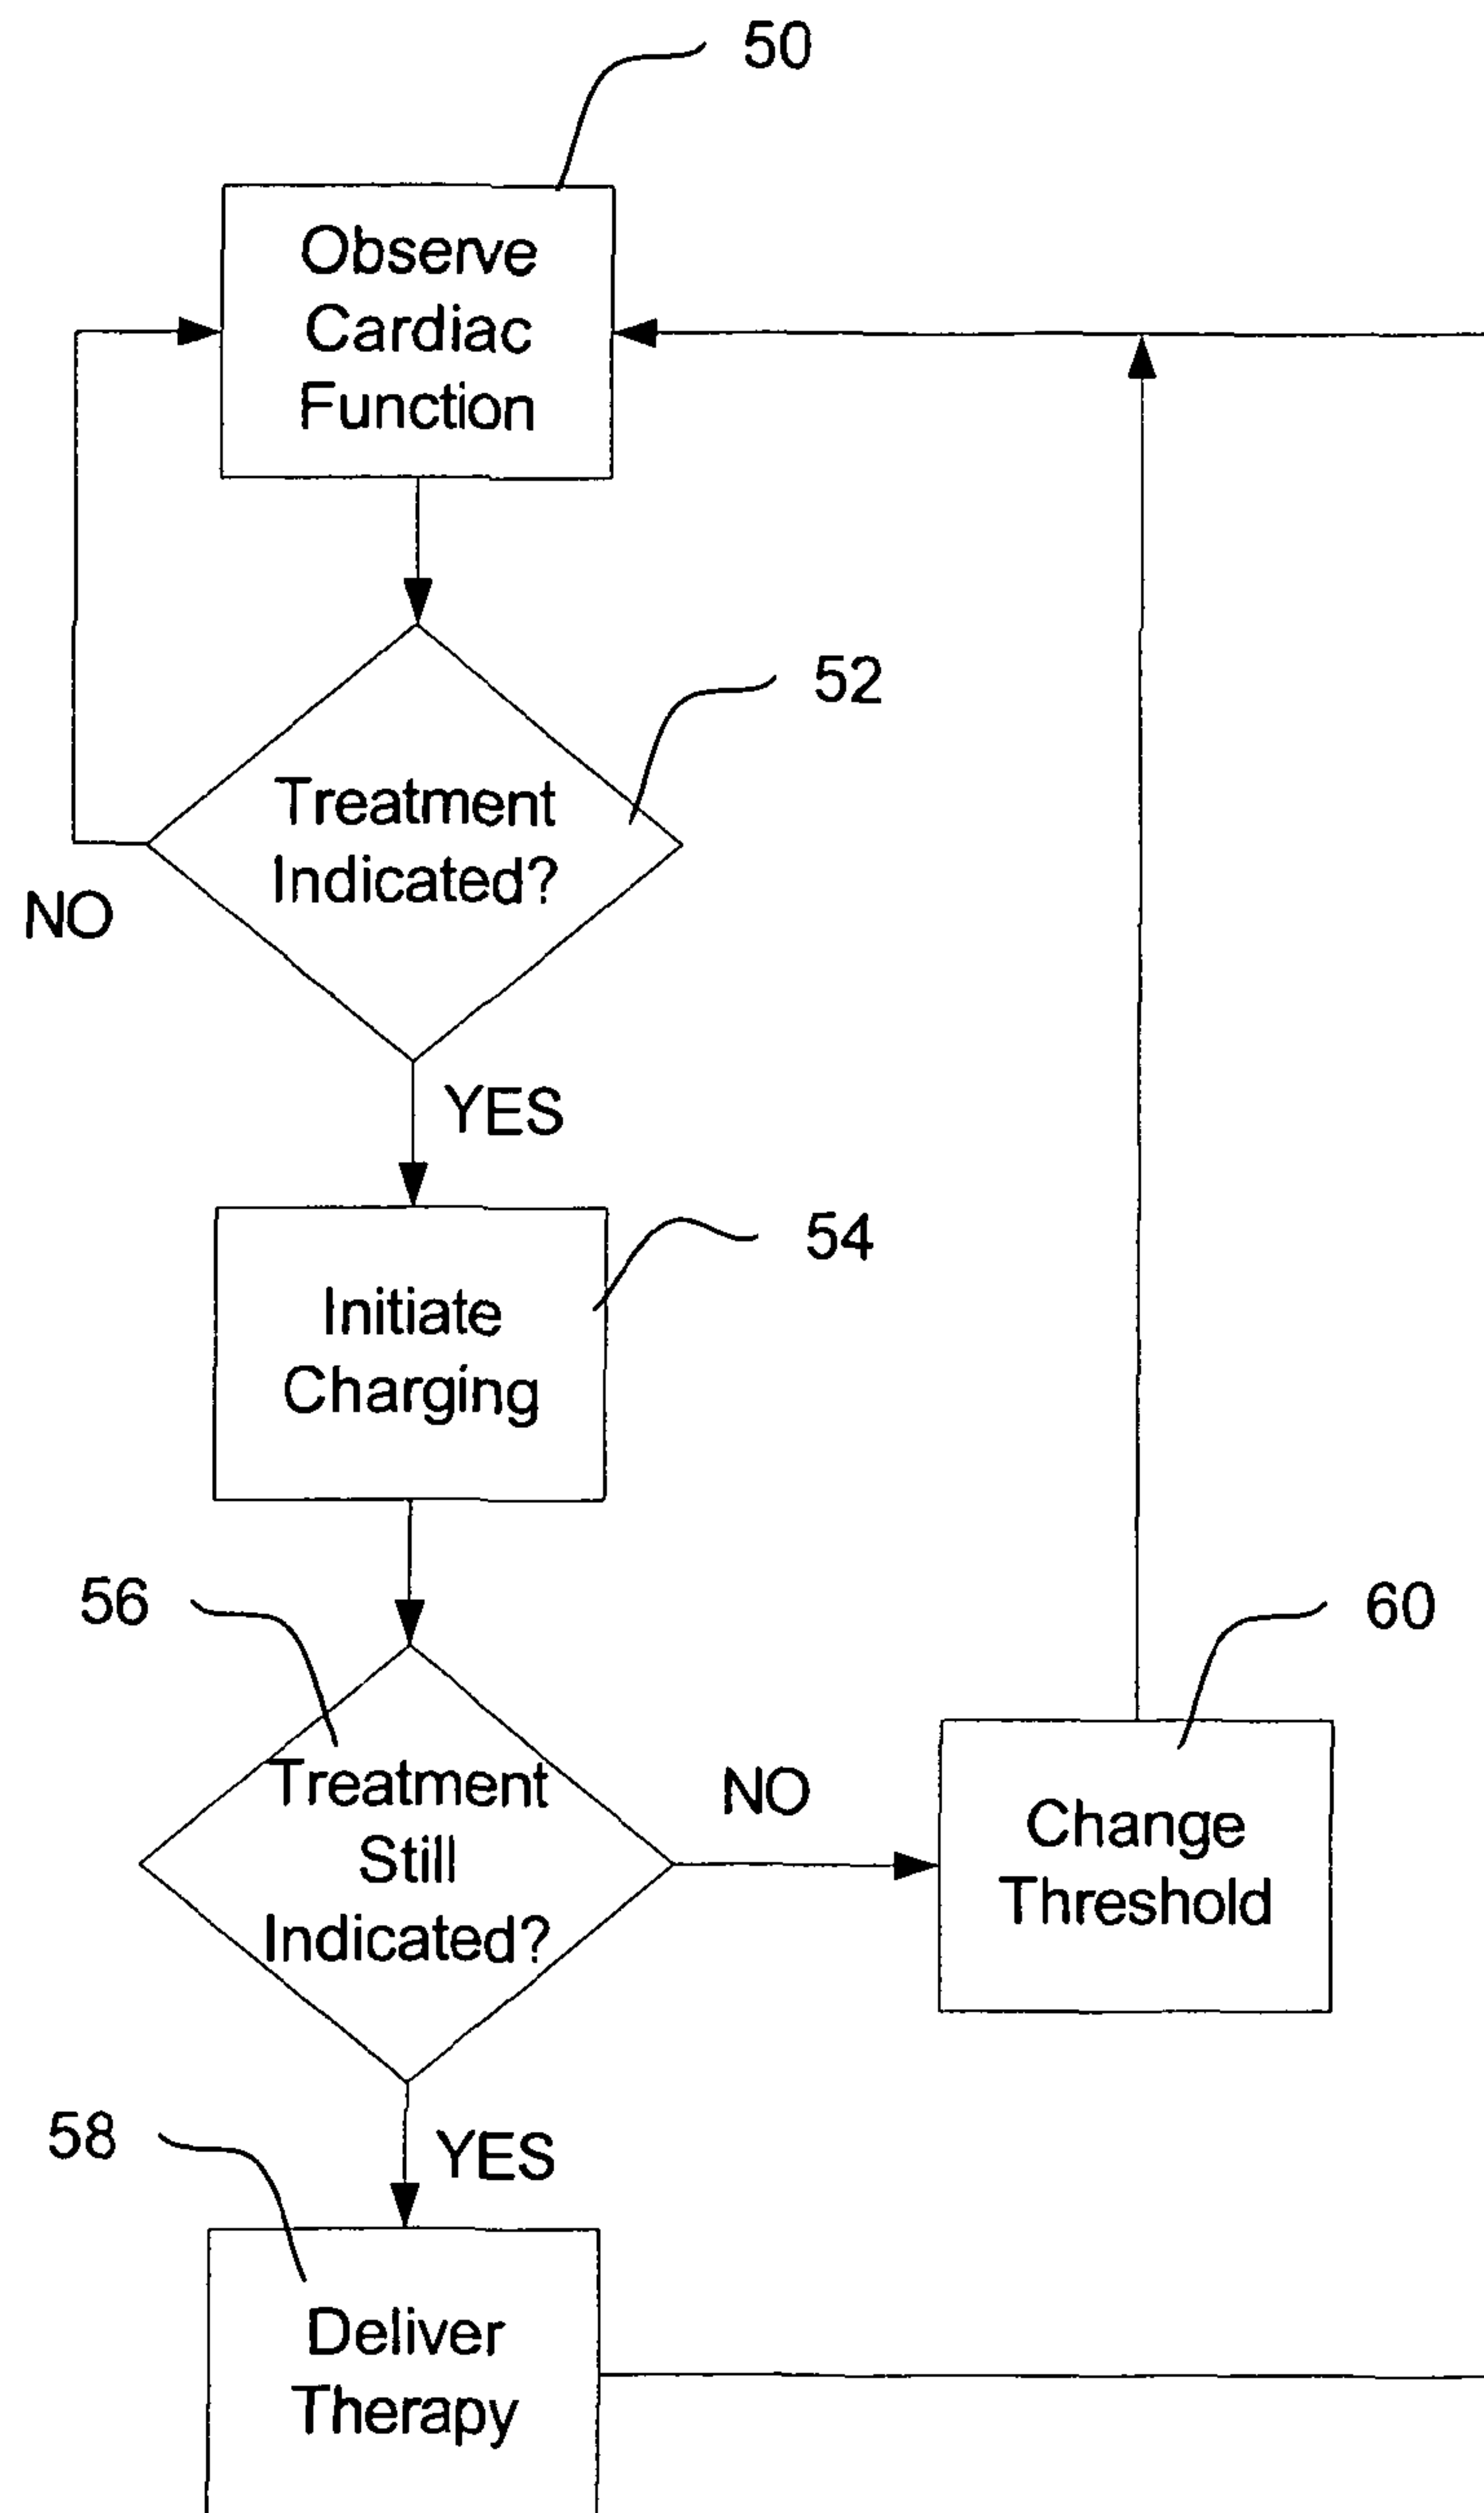 50
Observe
Cardiac
Function
52
Treatment
Indicated?
NO
YES
54
Initiate
Charging
56
60
Treatment
Still
Indicated?
NO
Change
Threshold
58
YES
Deliver
Therapy